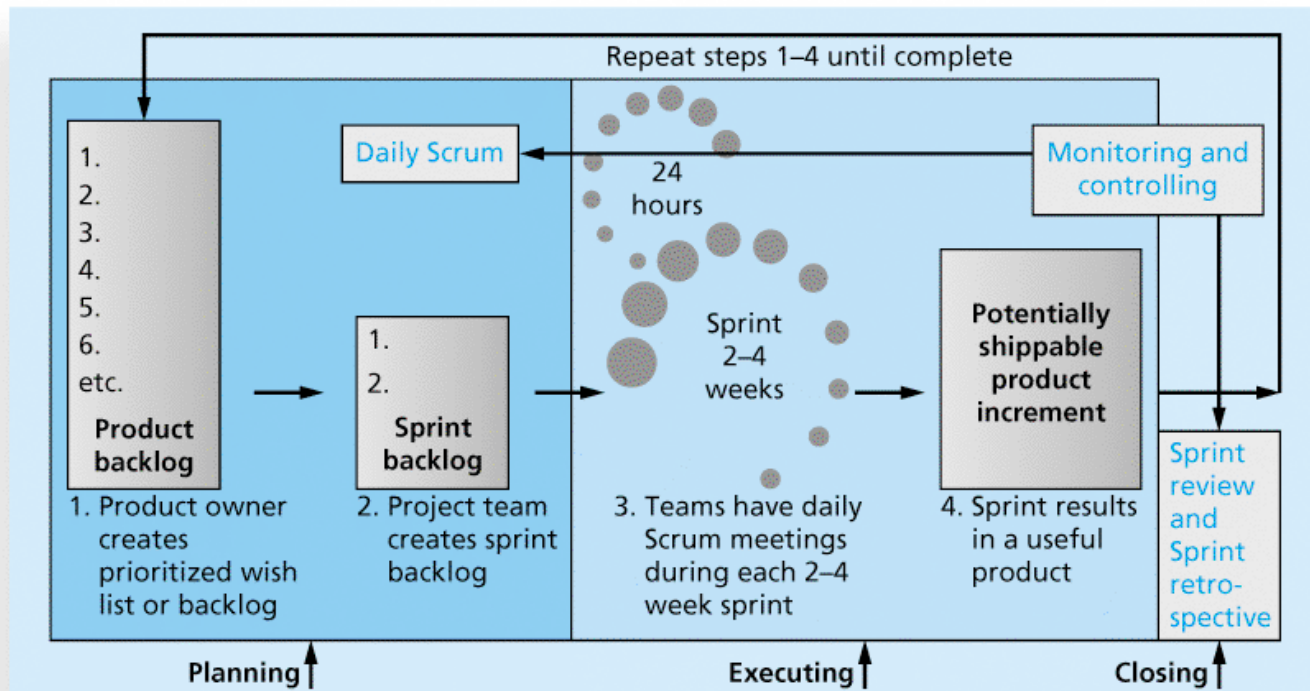 Repeat steps 1–4 until complete
1.
2.
3.
4.
5.
6.
etc.
Product
backlog
Daily Scrum
1.
2.
Sprint
backlog
24
hours
Sprint
2–4
weeks
Monitoring and
controlling
Potentially
shippable
product
increment
1. Product owner
creates
prioritized wish
list or backlog
2. Project team
creates sprint
backlog
3. Teams have daily
Scrum meetings
during each 2–4
week sprint
4. Sprint results
in a useful
product
Sprint
review
and
Sprint
retro-
spective
Planning
Executing
Closing